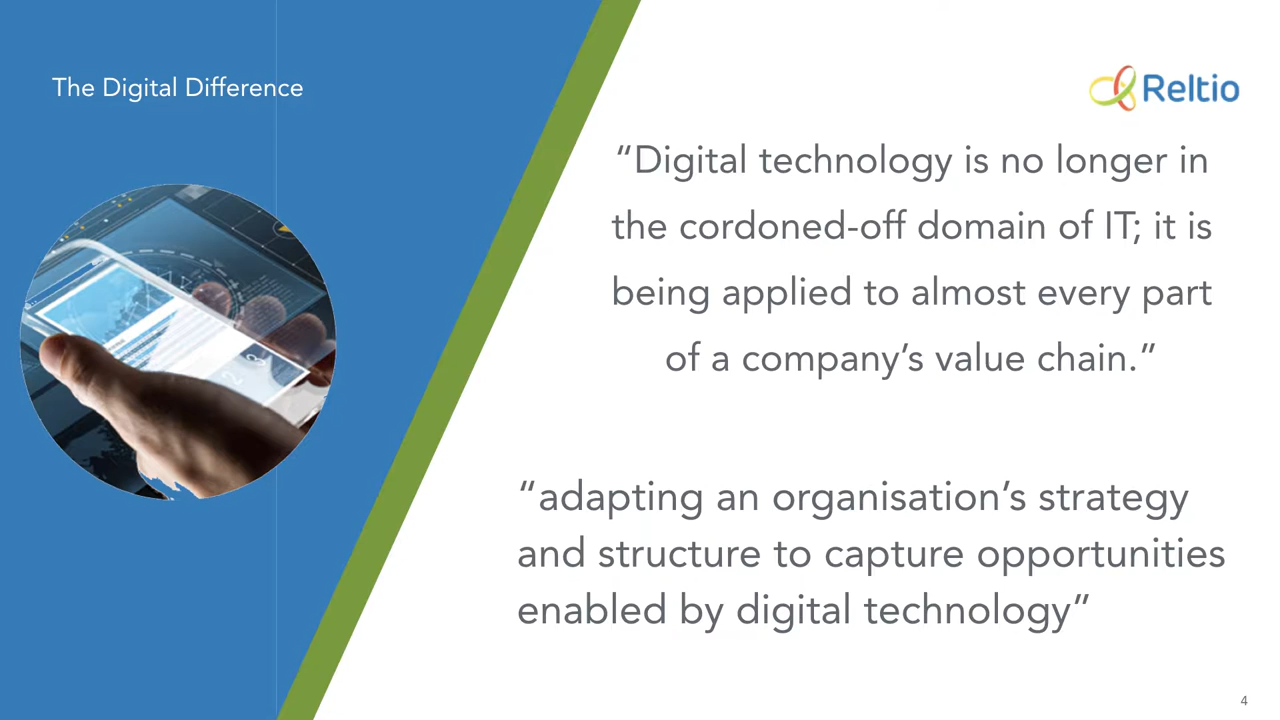 The Digital Difference
Reltio
“Digital technology is no longer in
the cordoned-off domain of IT; it is
being applied to almost every part
of a company’s value chain.”
“adapting an organisation’s strategy
and structure to capture opportunities
enabled by digital technology”
4